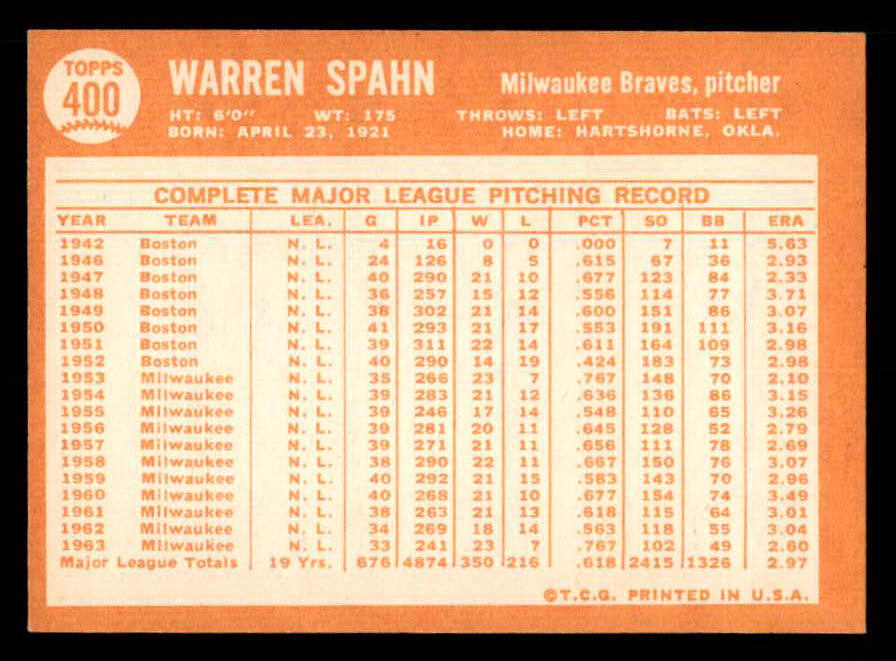 TOPPS
400
WARREN SPAHN Milwaukee Braves, pitcher
HT: 6'0" WT: 175 THROWS: LEFT BATS: LEFT
BORN: APRIL 23, 1921 HOME: HARTSHORNE, OKLA.
COMPLETE MAJOR LEAGUE PITCHING RECORD
YEAR TEAM LEA. G IP W L PCT SO BB ERA
1942 Boston N. L. 4 16 0 0 .000 7 11 5.63
1946 Boston N. L. 24 126 8 5 .615 67 36 2.93
1947 Boston N. L. 40 290 21 10 .677 123 84 2.33
1948 Boston N. L. 36 257 15 12 .556 114 77 3.71
1949 Boston N. L. 38 302 21 14 .600 151 86 3.07
1950 Boston N. L. 41 293 21 17 .553 191 111 3.16
1951 Boston N. L. 39 311 22 14 .611 164 109 2.98
1952 Boston N. L. 40 290 14 19 .424 183 73 2.98
1953 Milwaukee N. L. 35 266 23 7 .767 148 70 2.10
1954 Milwaukee N. L. 39 283 21 12 .636 136 86 3.15
1955 Milwaukee N. L. 39 246 17 14 .548 110 65 3.26
1956 Milwaukee N. L. 39 281 20 11 .645 128 52 2.79
1957 Milwaukee N. L. 39 271 21 11 .656 111 78 2.69
1958 Milwaukee N. L. 38 290 22 11 .667 150 76 3.07
1959 Milwaukee N. L. 40 292 21 15 .583 143 70 2.96
1960 Milwaukee N. L. 40 268 21 10 .677 154 74 3.49
1961 Milwaukee N. L. 38 263 21 13 .618 115 64 3.01
1962 Milwaukee N. L. 34 269 18 14 .563 118 55 3.04
1963 Milwaukee N. L. 33 241 23 7 .767 102 49 2.60
Major League Totals 19 Yrs. 676 4874 350 216 .618 2415 1326 2.97
©T.C.G. PRINTED IN U.S.A.